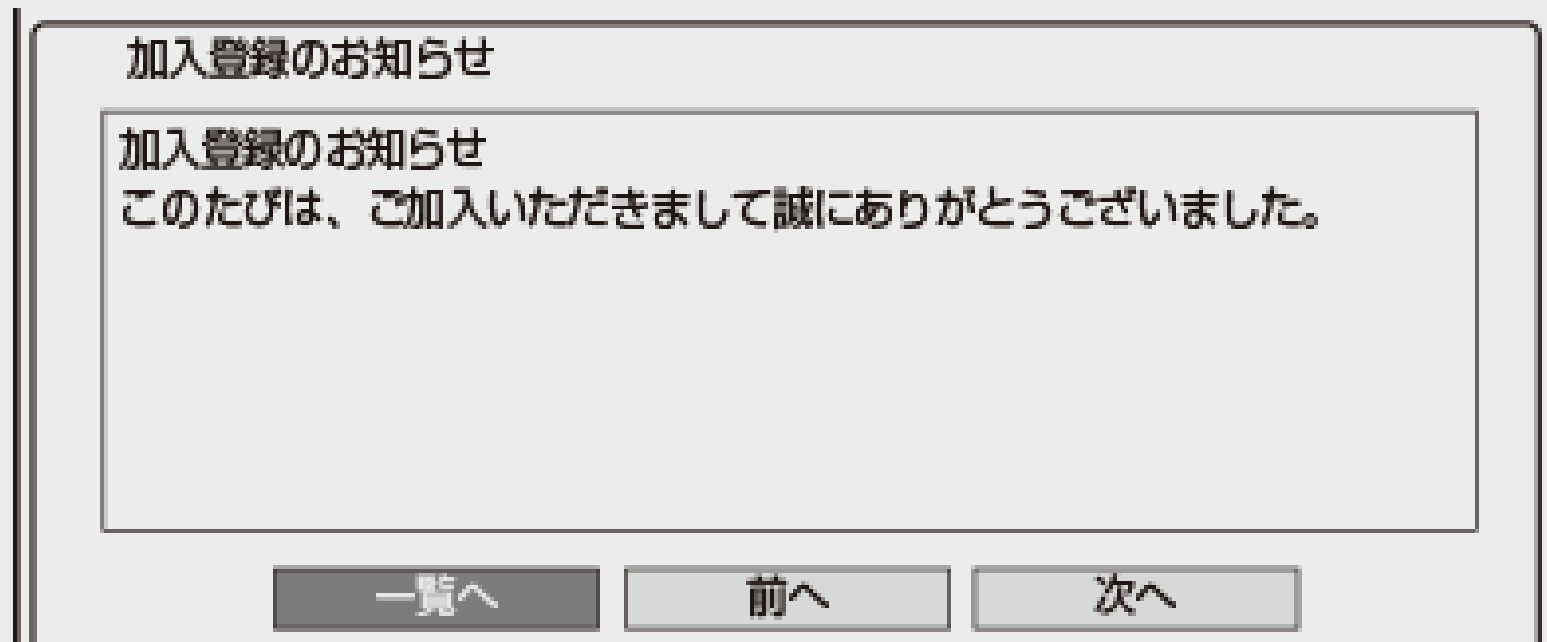 加入登録のお知らせ
加入登録のお知らせ
このたびは、ご加入いただきまして誠にありがとうございました。
一覧へ
前へ
次へ